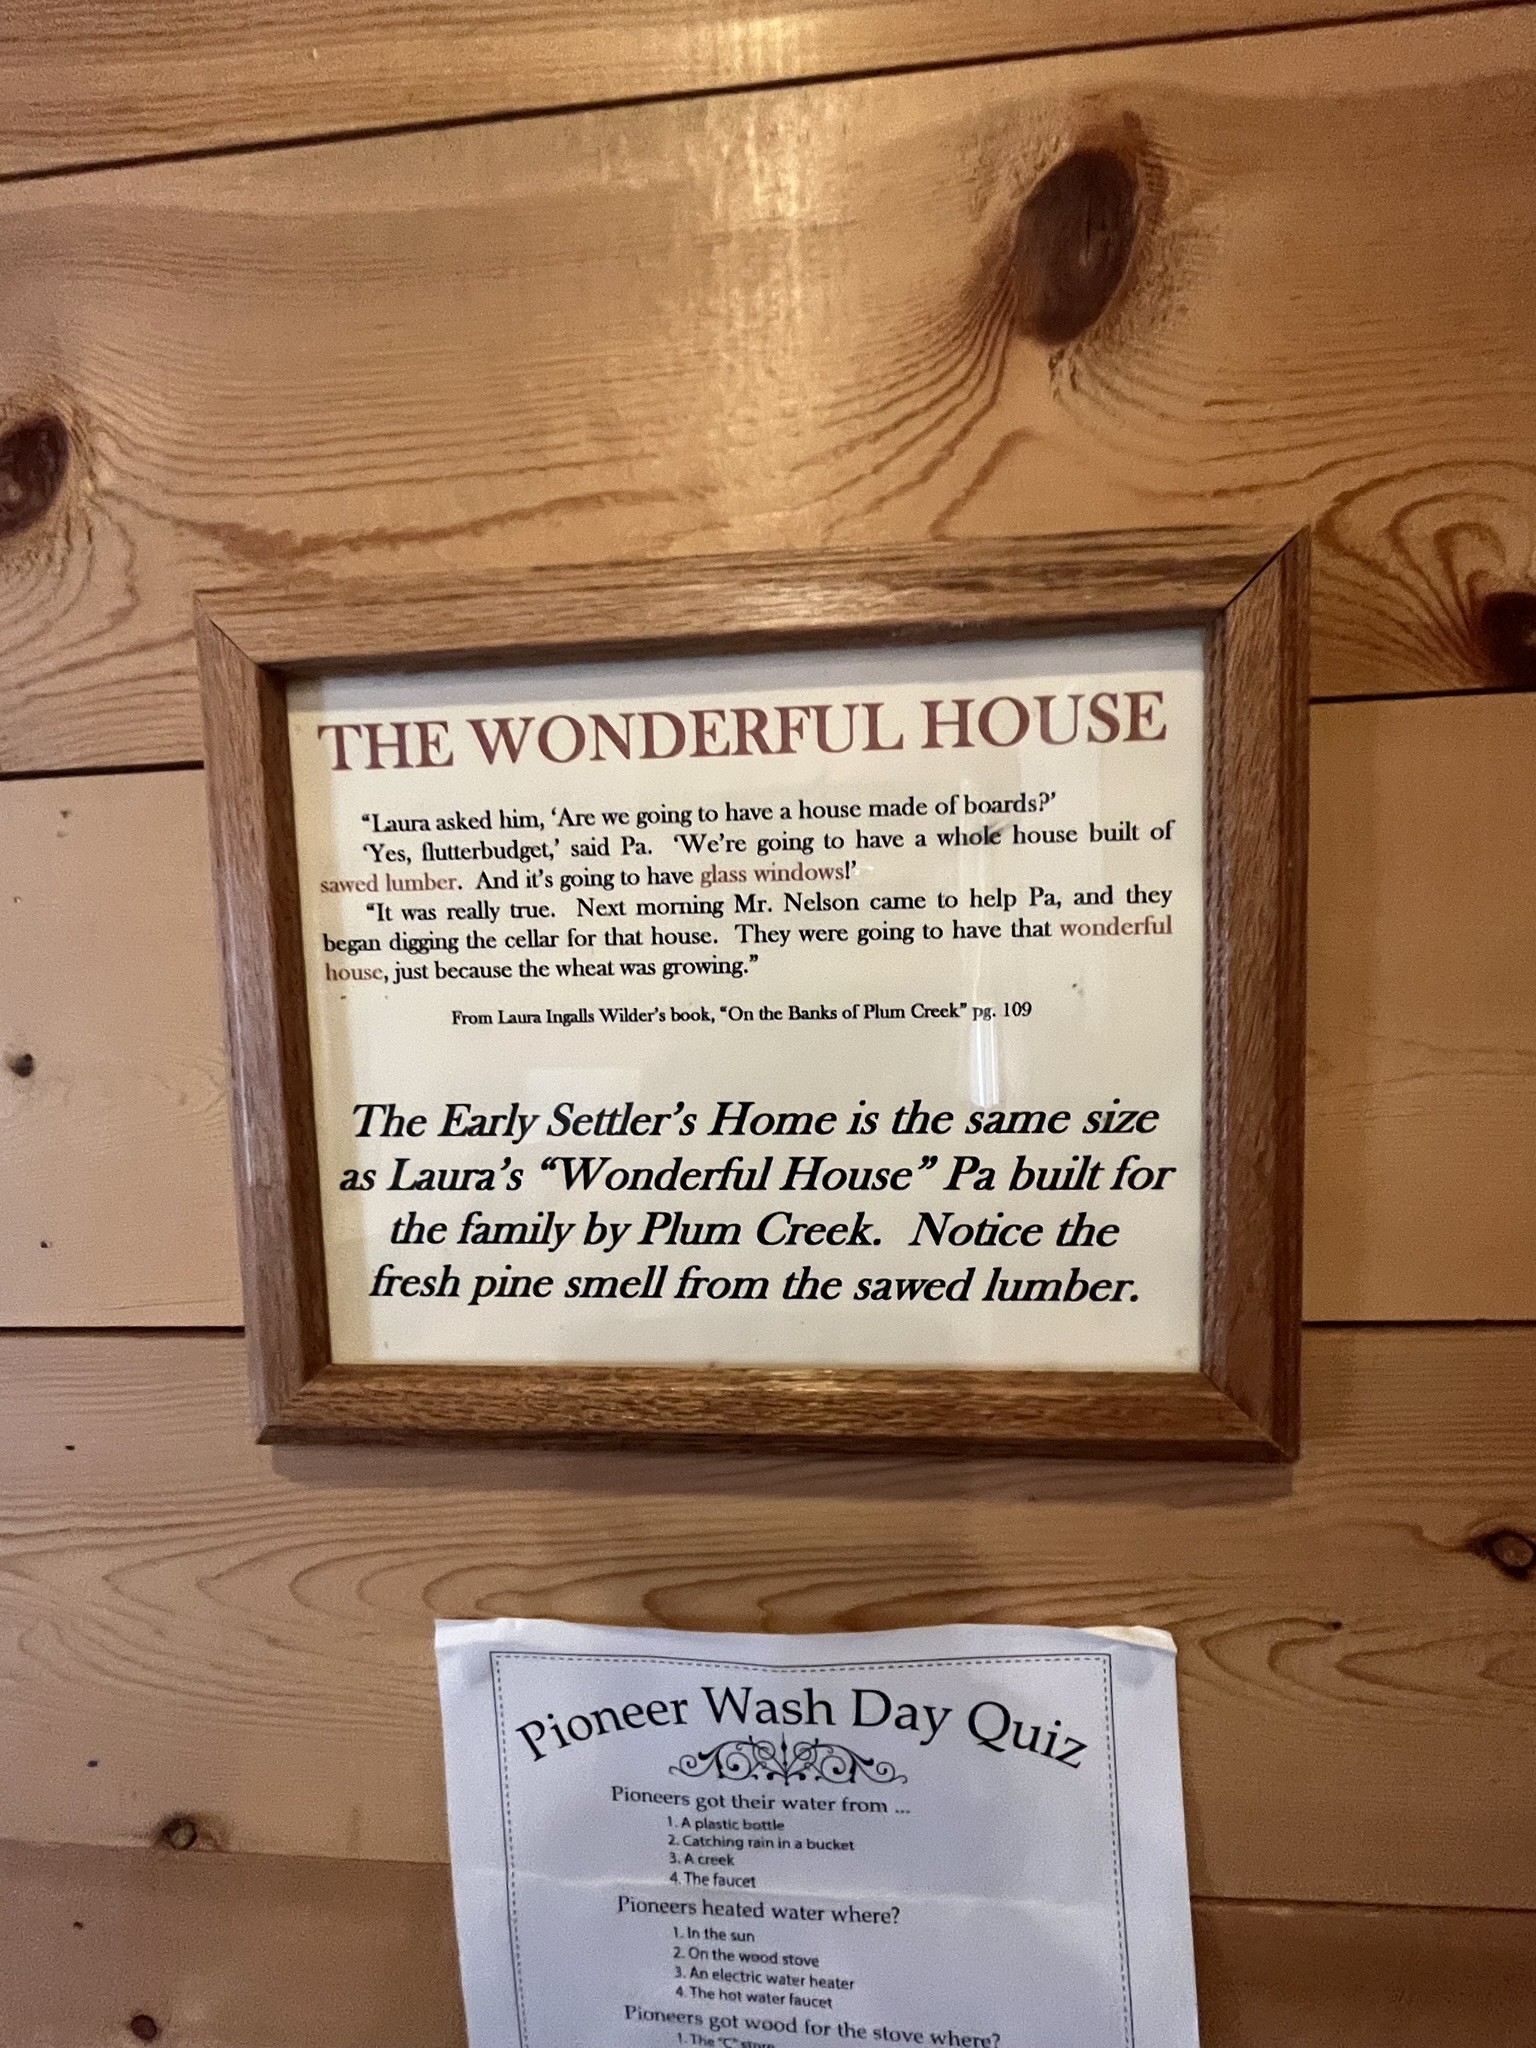 THE WONDERFUL HOUSE
“Laura asked him, ‘Are we going to have a house made of boards?’
‘Yes, flutterbudget,’ said Pa. ‘We’re going to have a whole house built of
sawed lumber. And it’s going to have glass windows!’
“It was really true. Next morning Mr. Nelson came to help Pa, and they
began digging the cellar for that house. They were going to have that wonderful
house, just because the wheat was growing.”
From Laura Ingalls Wilder’s book, “On the Banks of Plum Creek” pg. 109
The Early Settler’s Home is the same size
as Laura’s “Wonderful House” Pa built for
the family by Plum Creek. Notice the
fresh pine smell from the sawed lumber.
Pioneer Wash Day Quiz
Pioneers got their water from ...
1. A plastic bottle
2. Catching rain in a bucket
3. A creek
4. The faucet
Pioneers heated water where?
1. In the sun
2. On the wood stove
3. An electric water heater
4. The hot water faucet
Pioneers got wood for the stove where?
1. The “C” store